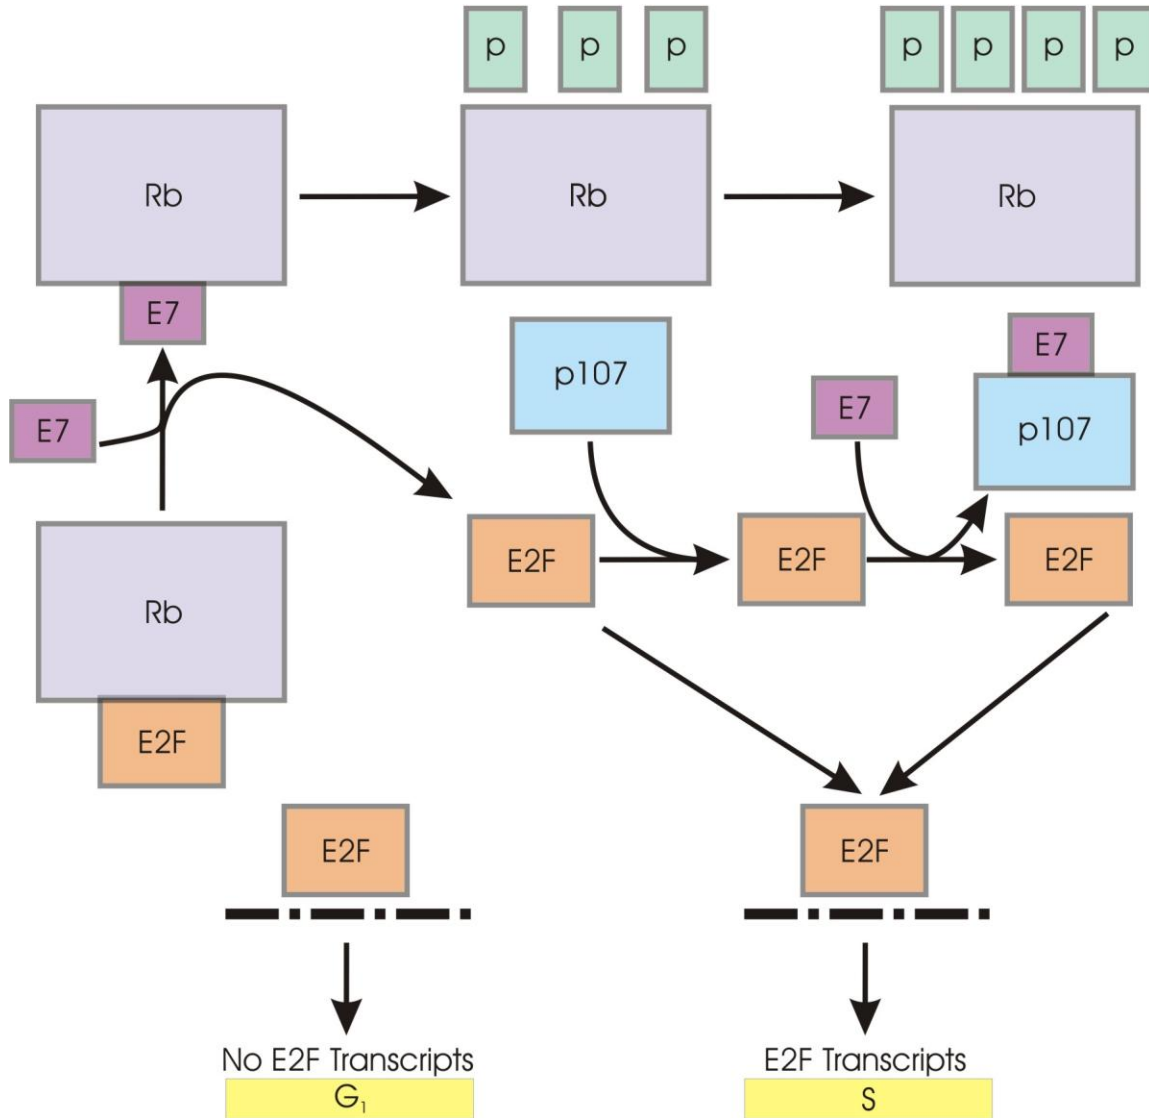 p p p p p p p
Rb Rb Rb
E7
E7
p107
E7
E7
p107
E2F E2F E2F
Rb
E2F
E2F E2F
No E2F Transcripts E2F Transcripts
G₁ S